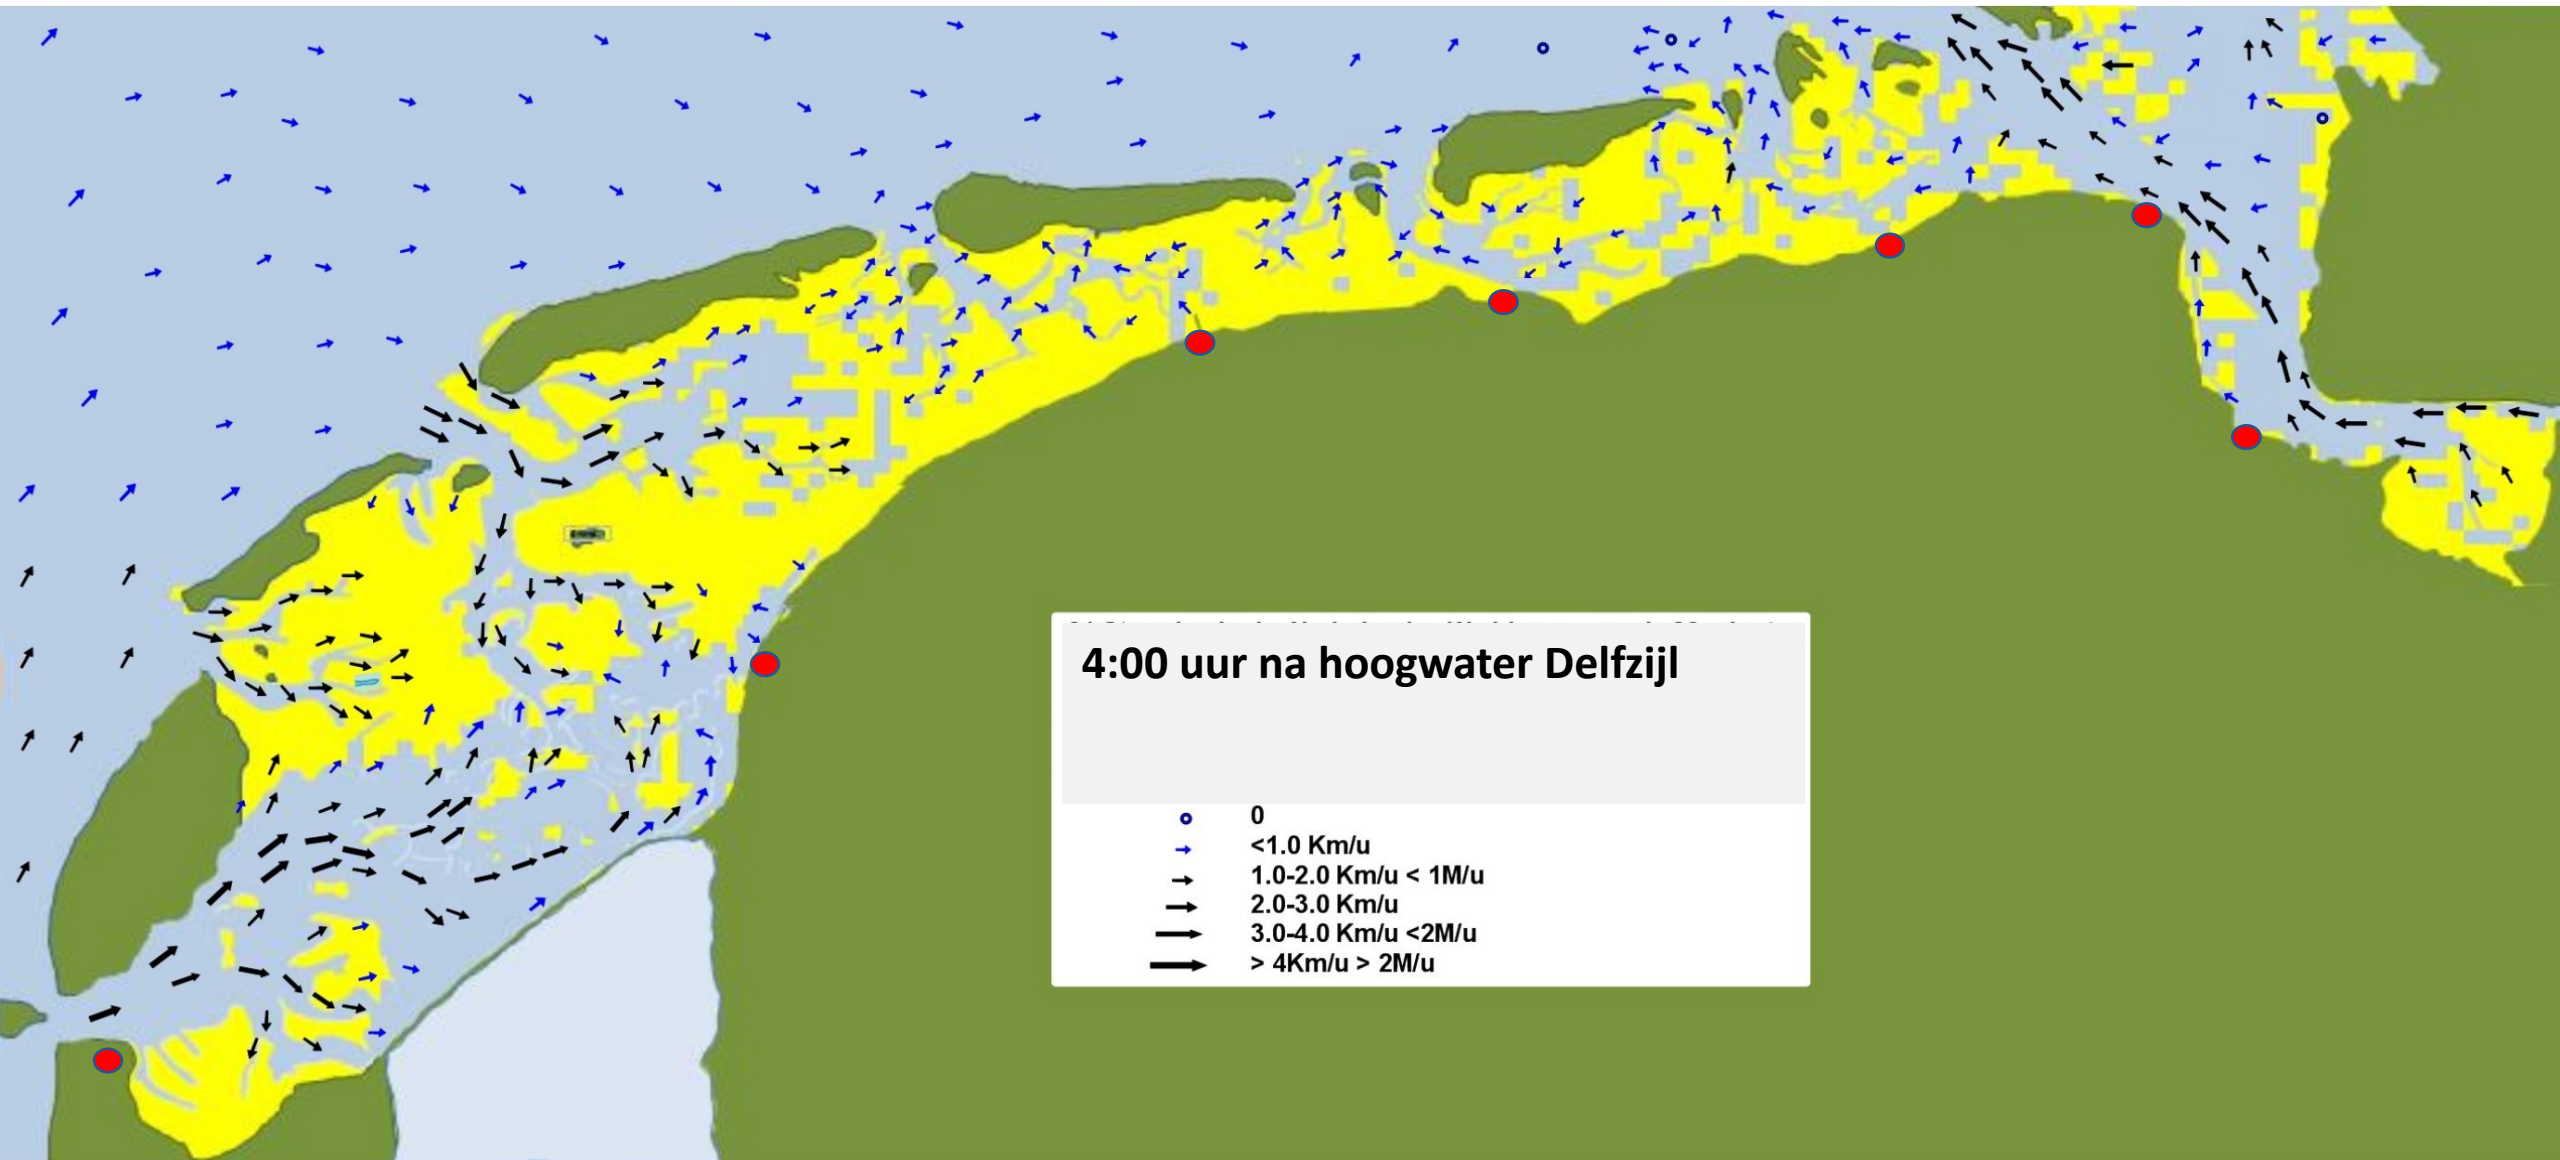 4:00 uur na hoogwater Delfzijl
0
<1.0 Km/u
1.0-2.0 Km/u < 1M/u
2.0-3.0 Km/u
3.0-4.0 Km/u <2M/u
> 4Km/u > 2M/u